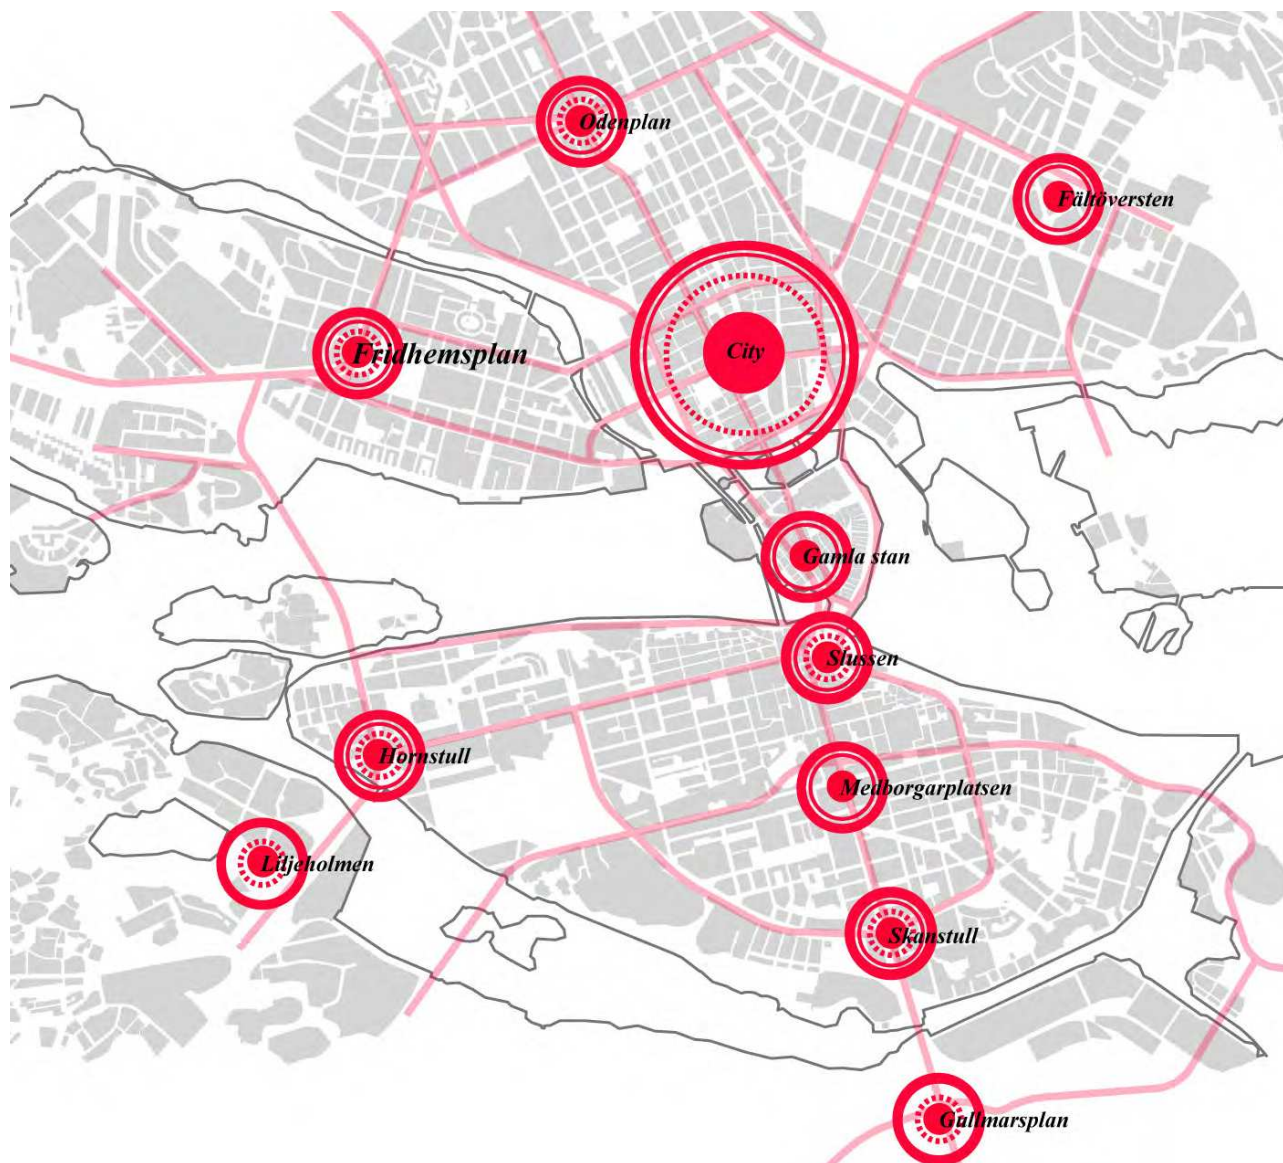 Odenplan
Fältöversten
City
Fridhemsplan
Gamla stan
Slussen
Hornstull
Medborgarplatsen
Liljeholmen
Skanstull
Gullmarsplan